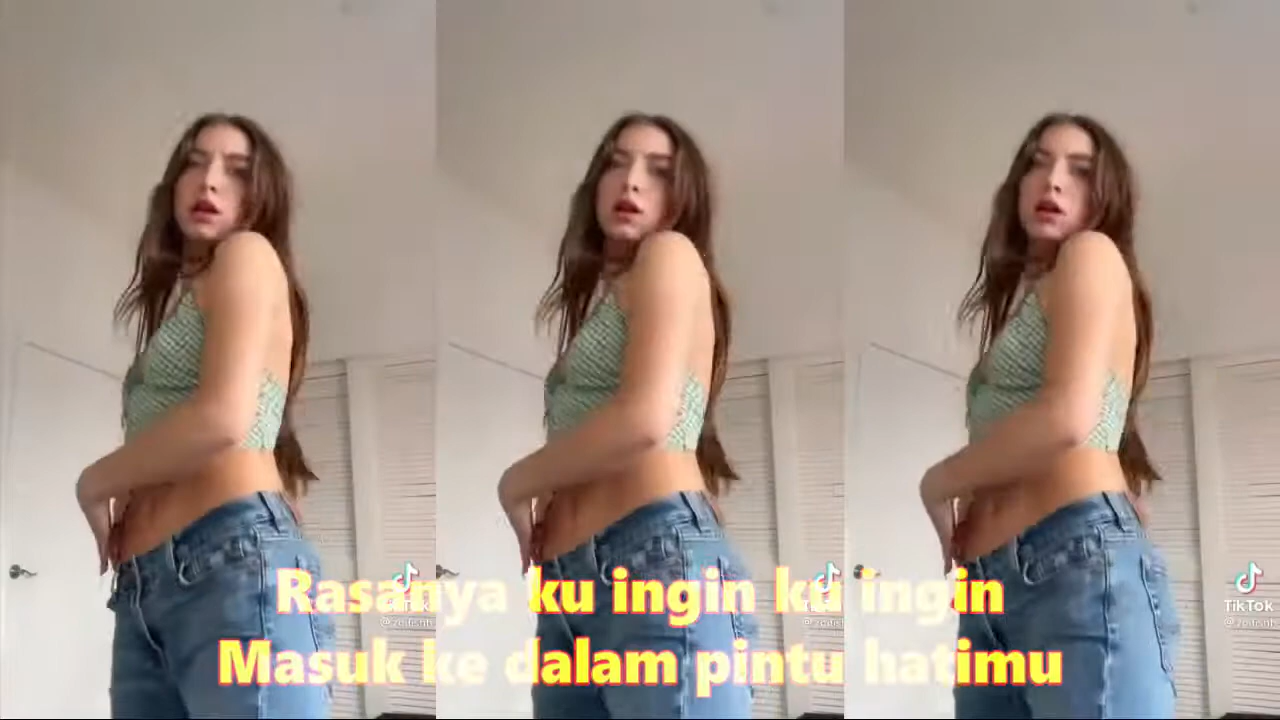 Rasanya ku ingin ku ingin
Masuk ke dalam pintu hatimu
TikTok